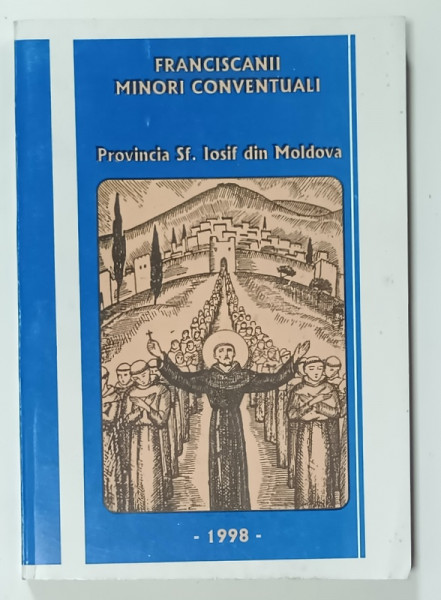 FRANCISCANII
MINORI CONVENTUALI
Provincia Sf. Iosif din Moldova
- 1998 -